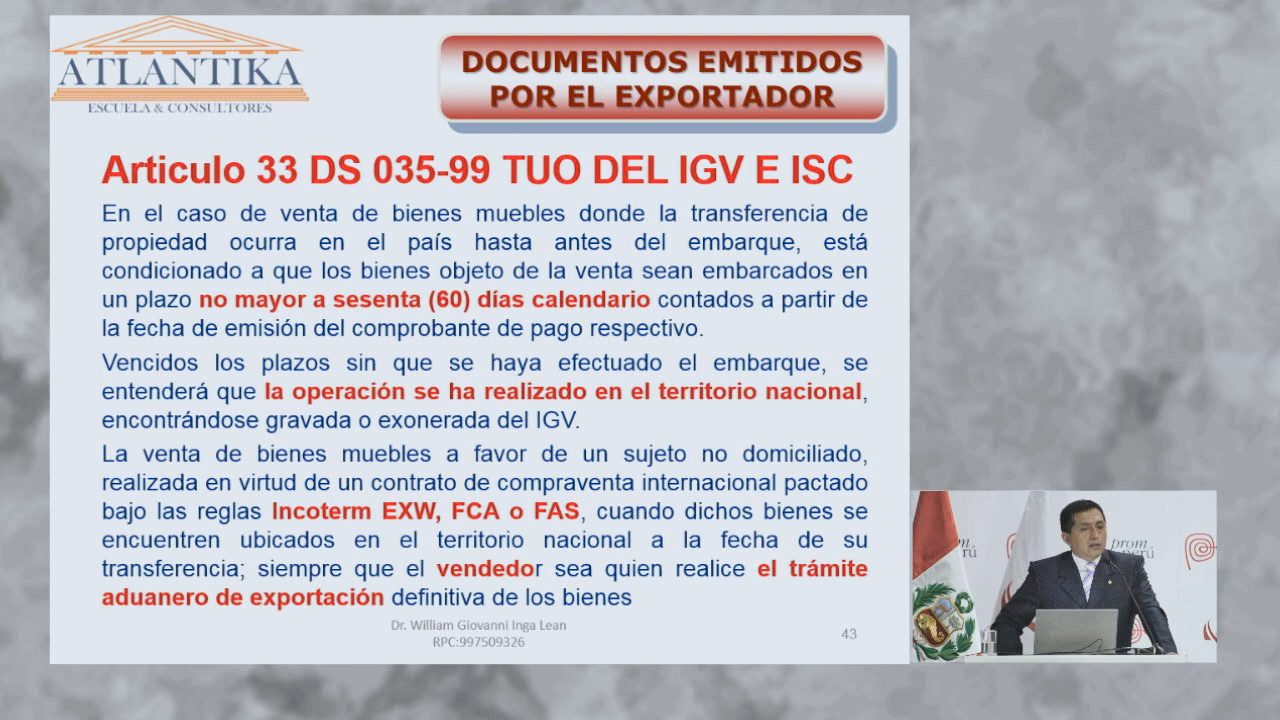 ATLANTIKA
ESCUELA & CONSULTORES
DOCUMENTOS EMITIDOS
POR EL EXPORTADOR
Articulo 33 DS 035-99 TUO DEL IGV E ISC
En el caso de venta de bienes muebles donde la transferencia de
propiedad ocurra en el país hasta antes del embarque, está
condicionado a que los bienes objeto de la venta sean embarcados en
un plazo no mayor a sesenta (60) días calendario contados a partir de
la fecha de emisión del comprobante de pago respectivo.
Vencidos los plazos sin que se haya efectuado el embarque, se
entenderá que la operación se ha realizado en el territorio nacional,
encontrándose gravada o exonerada del IGV.
La venta de bienes muebles a favor de un sujeto no domiciliado,
realizada en virtud de un contrato de compraventa internacional pactado
bajo las reglas Incoterm EXW, FCA o FAS, cuando dichos bienes se
encuentren ubicados en el territorio nacional a la fecha de su
transferencia; siempre que el vendedor sea quien realice el trámite
aduanero de exportación definitiva de los bienes
Dr. William Giovanni Inga Lean
RPC:997509326
43
prom